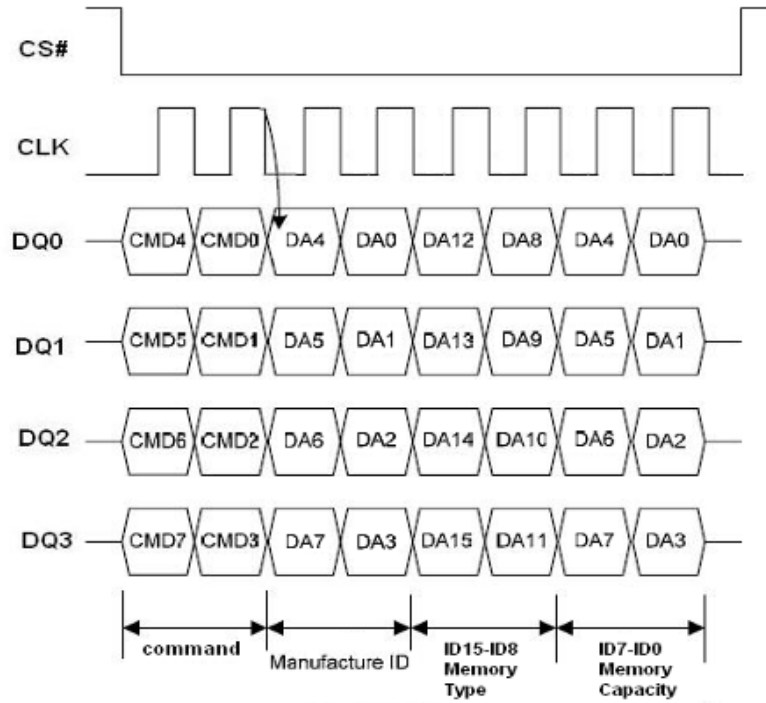 CS#
CLK
DQ0 CMD4 CMD0 DA4 DA0 DA12 DA8 DA4 DA0
DQ1 CMD5 CMD1 DA5 DA1 DA13 DA9 DA5 DA1
DQ2 CMD6 CMD2 DA6 DA2 DA14 DA10 DA6 DA2
DQ3 CMD7 CMD3 DA7 DA3 DA15 DA11 DA7 DA3
command
Manufacture ID
ID15-ID8
Memory
Type
ID7-ID0
Memory
Capacity